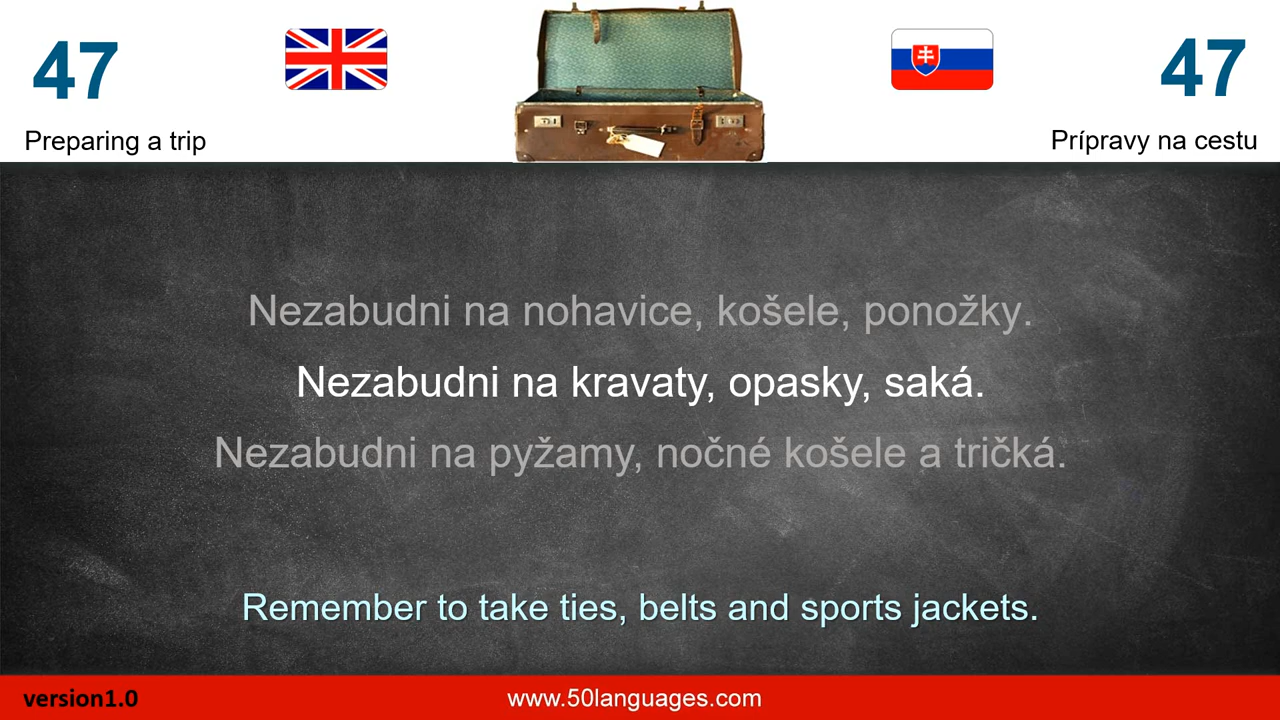 47
47
Preparing a trip
Prípravy na cestu
Nezabudni na nohavice, košele, ponožky.
Nezabudni na kravaty, opasky, saká.
Nezabudni na pyžamy, nočné košele a tričká.
Remember to take ties, belts and sports jackets.
version1.0
www.50languages.com